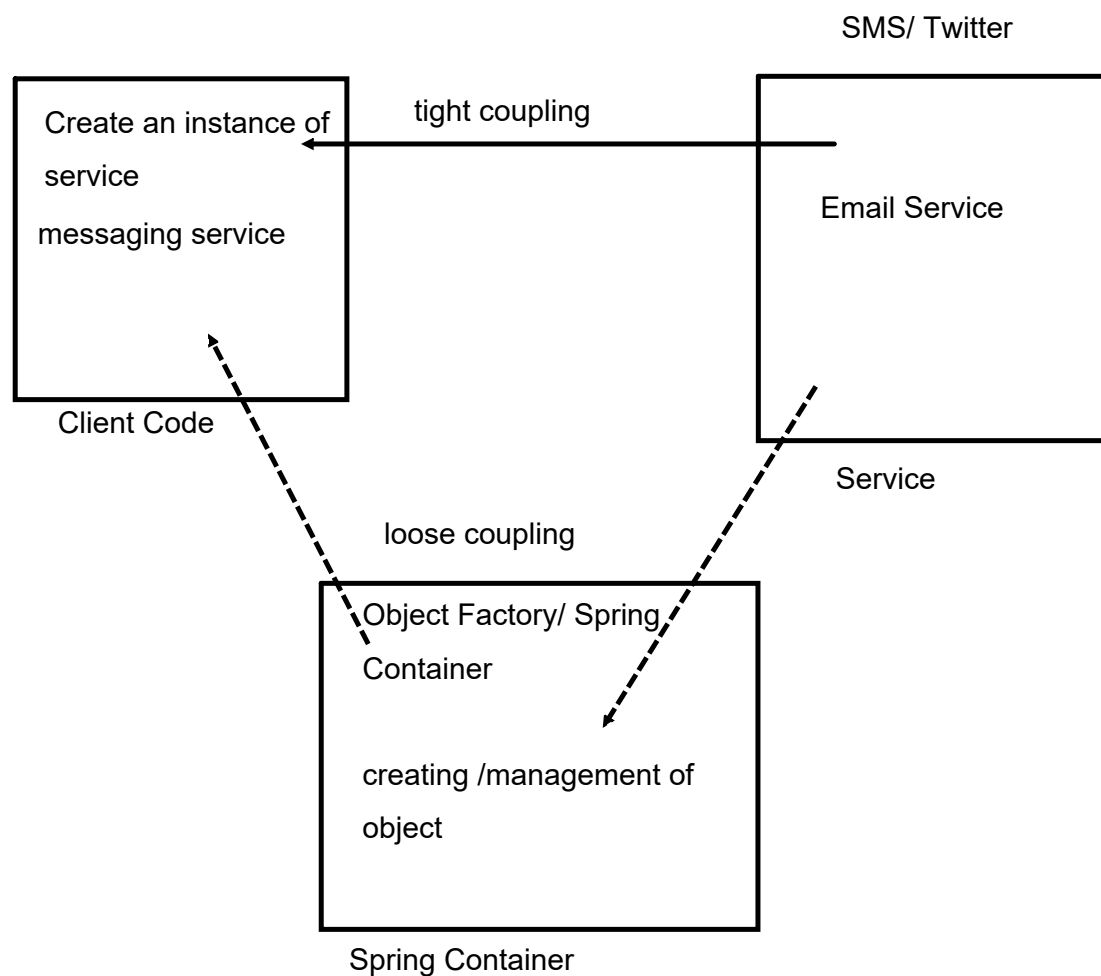 SMS/ Twitter
Create an instance of
service
messaging service
tight coupling
Email Service
Client Code
Service
loose coupling
Object Factory/ Spring
Container
creating /management of
object
Spring Container